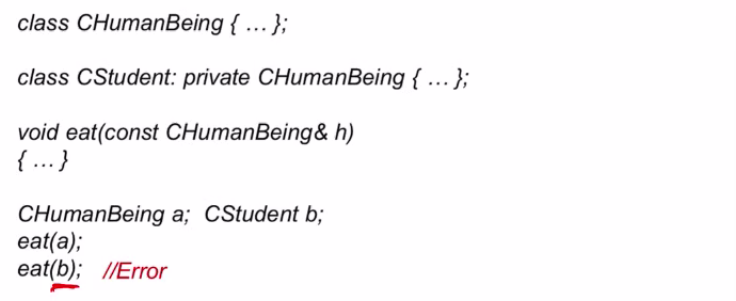 class CHumanBeing { … };
class CStudent: private CHumanBeing { … };
void eat(const CHumanBeing& h)
{ … }
CHumanBeing a;  CStudent b;
eat(a);
eat(b);   //Error